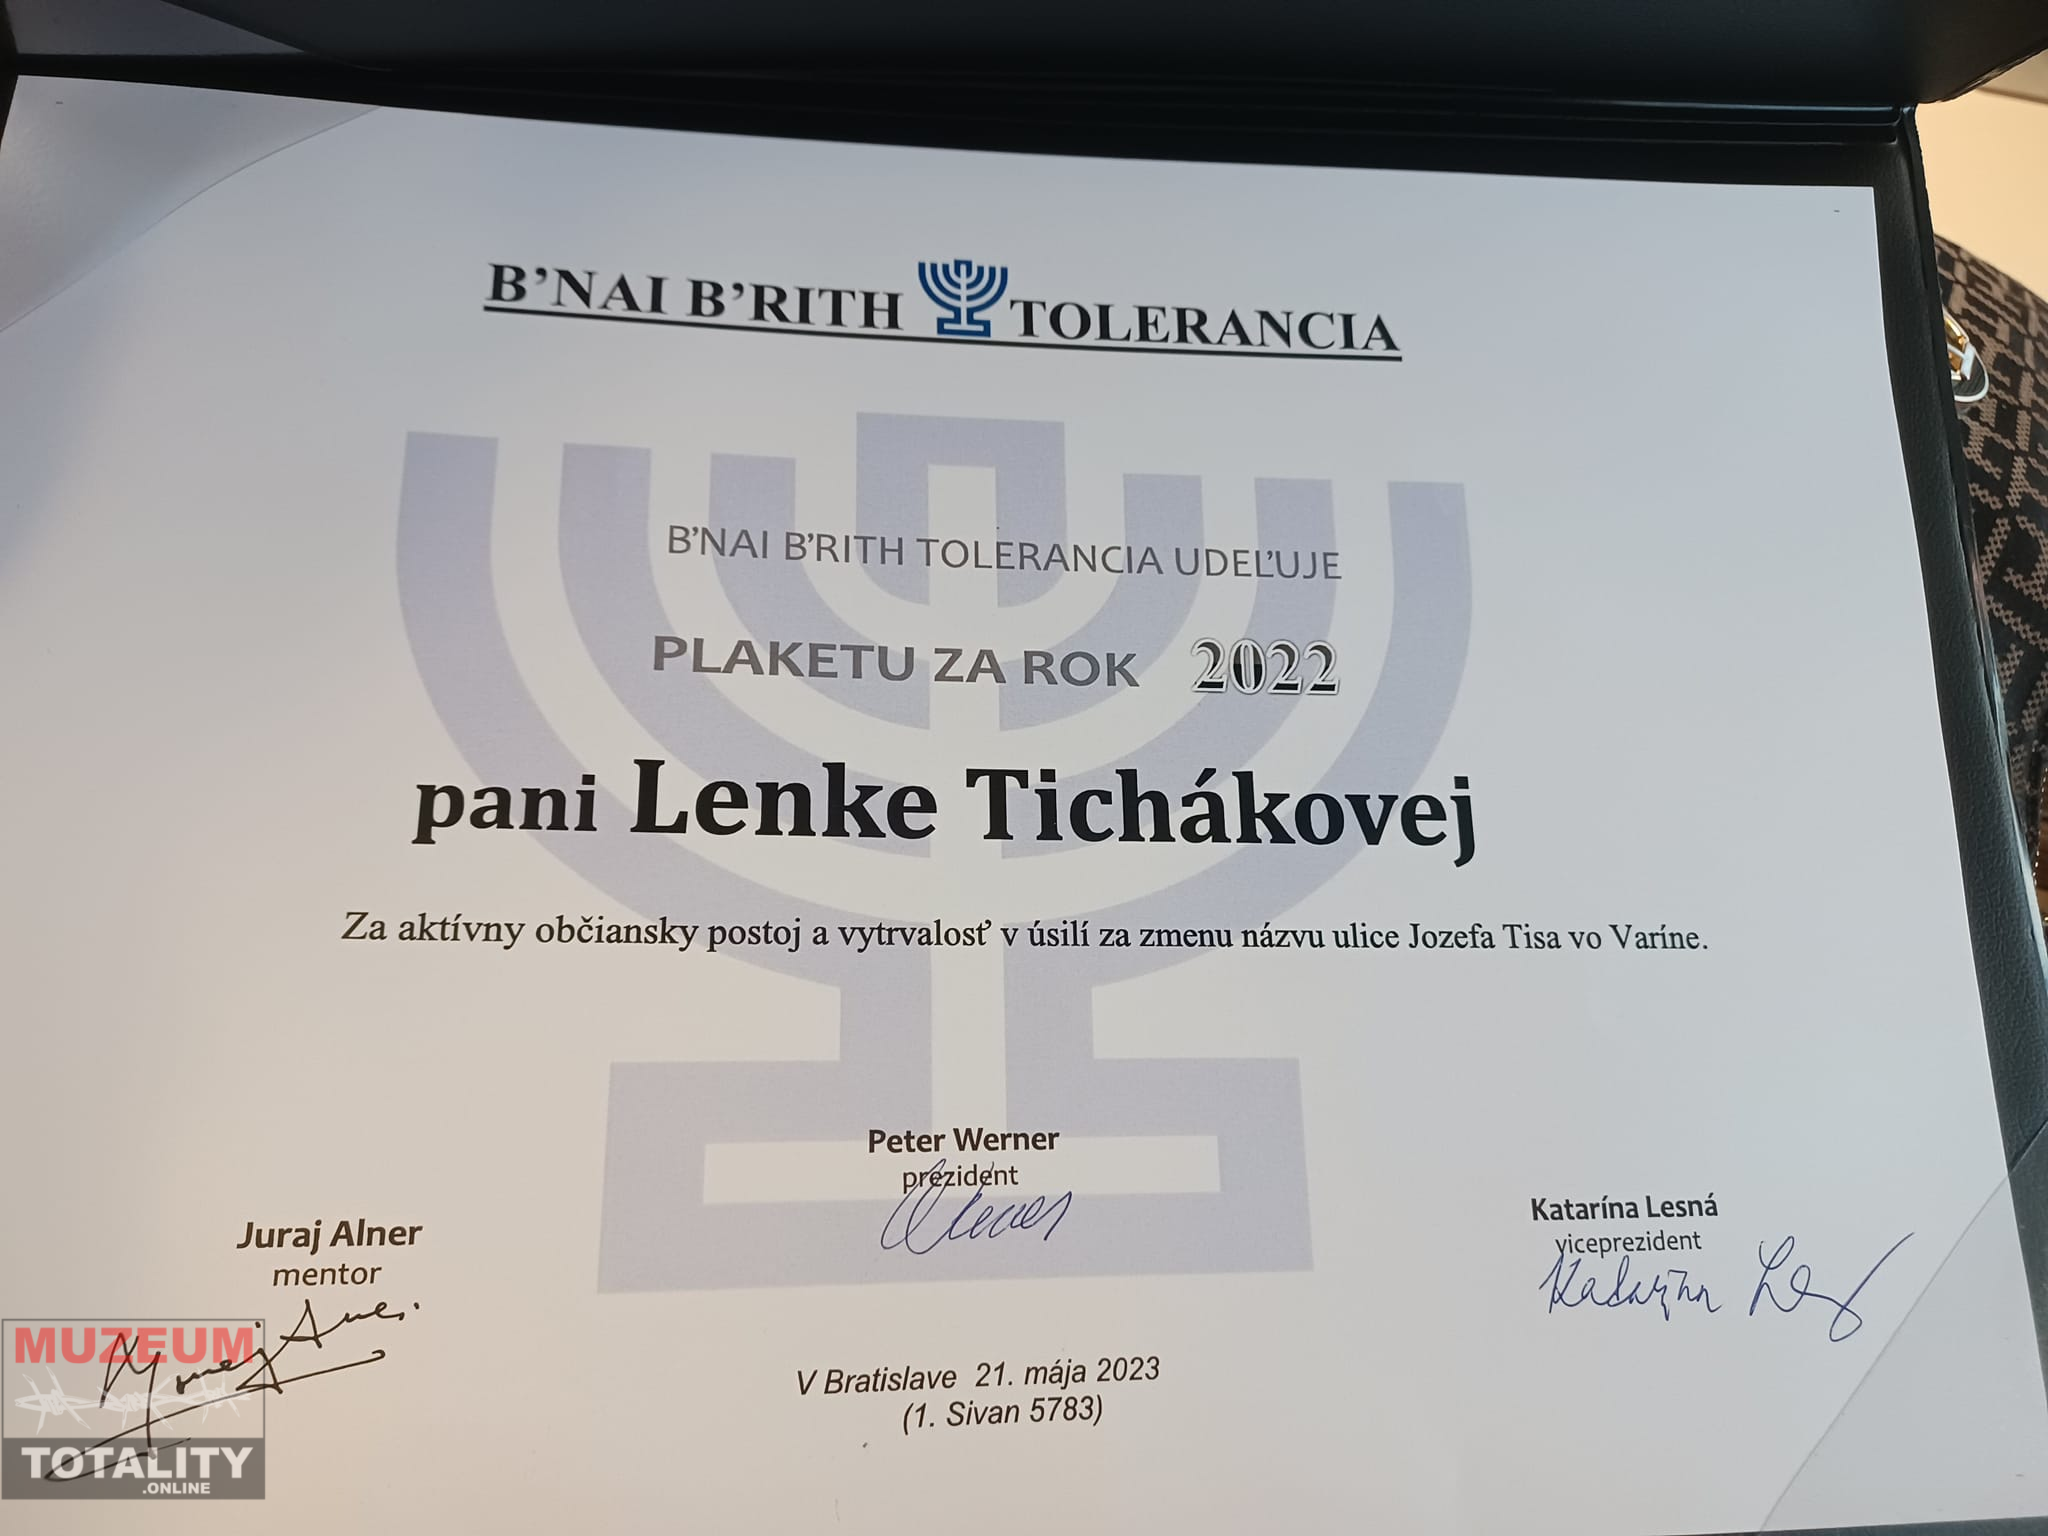 B’NAI B’RITH TOLERANCIA
B’NAI B’RITH TOLERANCIA UDEĽUJE
PLAKETU ZA ROK 2022
pani Lenke Tichákovej
Za aktívny občiansky postoj a vytrvalosť v úsilí za zmenu názvu ulice Jozefa Tisa vo Varíne.
Peter Werner
prezident
Juraj Alner
mentor
Katarína Lesná
viceprezident
V Bratislave 21. mája 2023
(1. Sivan 5783)
MUZEUM
TOTALITY
.ONLINE